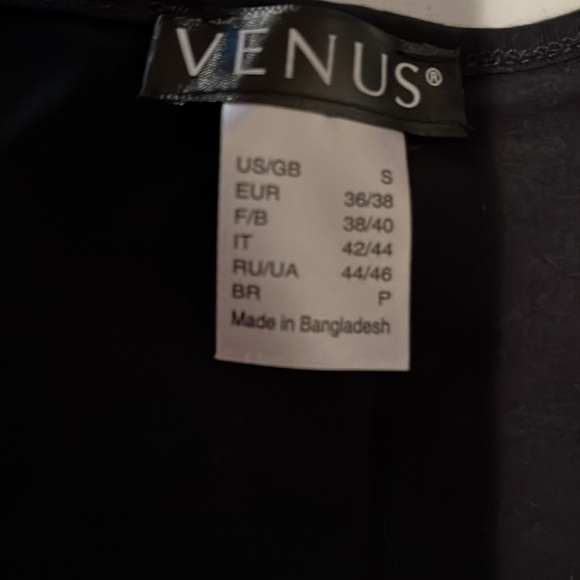 VENUS®
US/GB S
EUR 36/38
F/B 38/40
IT 42/44
RU/UA 44/46
BR P
Made in Bangladesh